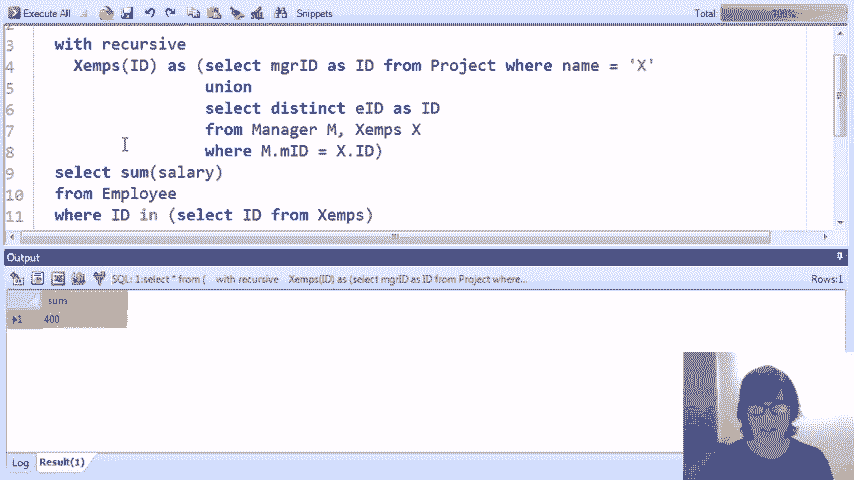 Execute All Snippets Total: 100%
2
3 with recursive
4 Xemps(ID) as (select mgrID as ID from Project where name = 'X'
5 union
6 select distinct eID as ID
7 from Manager M, Xemps X
8 where M.mID = X.ID)
9 select sum(salary)
10 from Employee
11 where ID in (select ID from Xemps)
Output
SQL: 1:select * from ( with recursive Xemps(ID) as (select mgrID as ID from Project where... Rows:1
sum
1 400
Log Result(1)